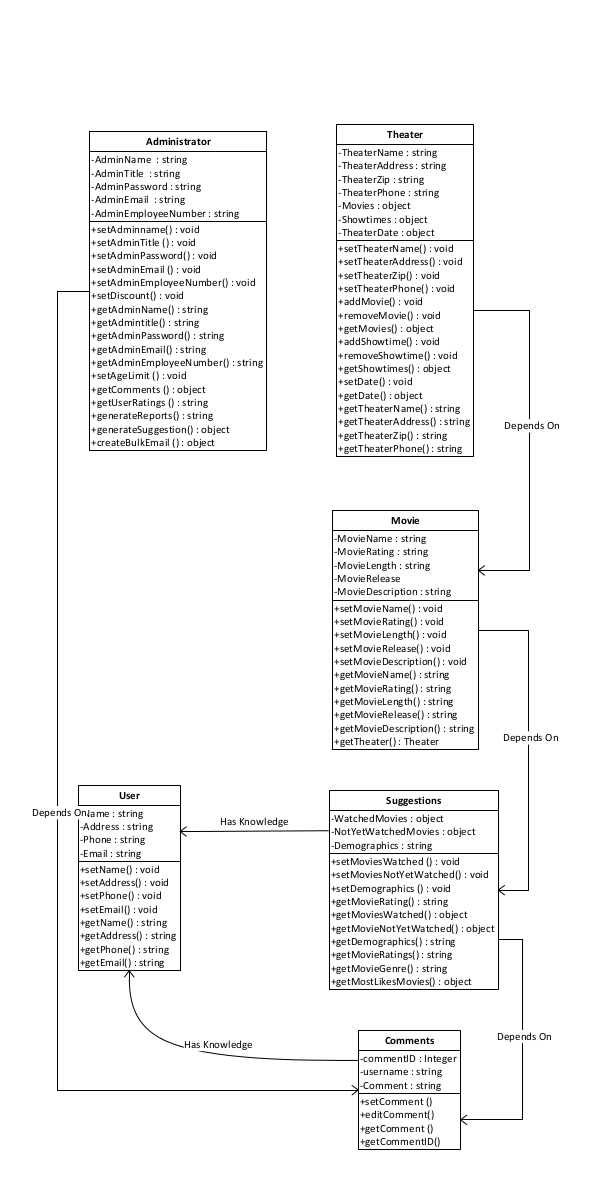 Administrator
-AdminName : string
-AdminTitle : string
-AdminPassword : string
-AdminEmail : string
-AdminEmployeeNumber : string
+setAdminname() : void
+setAdminTitle () : void
+setAdminPassword() : void
+setAdminEmail () : void
+setAdminEmployeeNumber() : void
+setDiscount() : void
+getAdminName() : string
+getAdmintitle() : string
+getAdminPassword() : string
+getAdminEmail() : string
+getAdminEmployeeNumber() : string
+setAgeLimit () : void
+getComments () : object
+getUserRatings () : string
+generateReports() : string
+generateSuggestion() : object
+createBulkEmail () : object
Theater
-TheaterName : string
-TheaterAddress : string
-TheaterZip : string
-TheaterPhone : string
-Movies : object
-Showtimes : object
-TheaterDate : object
+setTheaterName() : void
+setTheaterAddress() : void
+setTheaterZip() : void
+setTheaterPhone() : void
+addMovie() : void
+removeMovie() : void
+getMovies() : object
+addShowtime() : void
+removeShowtime() : void
+getShowtimes() : object
+setDate() : void
+getDate() : object
+getTheaterName() : string
+getTheaterAddress() : string
+getTheaterZip() : string
+getTheaterPhone() : string
Depends On
Movie
-MovieName : string
-MovieRating : string
-MovieLength : string
-MovieRelease
-MovieDescription : string
+setMovieName() : void
+setMovieRating() : void
+setMovieLength() : void
+setMovieRelease() : void
+setMovieDescription() : void
+getMovieName() : string
+getMovieRating() : string
+getMovieLength() : string
+getMovieRelease() : string
+getMovieDescription() : string
+getTheater() : Theater
Depends On
User
Depends On
Name : string
-Address : string
-Phone : string
-Email : string
+setName() : void
+setAddress() : void
+setPhone() : void
+setEmail() : void
+getName() : string
+getAddress() : string
+getPhone() : string
+getEmail() : string
Has Knowledge
Suggestions
-WatchedMovies : object
-NotYetWatchedMovies : object
-Demographics : string
+setMoviesWatched () : void
+setMoviesNotYetWatched() : void
+setDemographics () : void
+getMovieRating() : string
+getMoviesWatched() : object
+getMovieNotYetWatched() : object
+getDemographics() : string
+getMovieRatings() : string
+getMovieGenre() : string
+getMostLikesMovies() : object
Depends On
Has Knowledge
Comments
-commentID : Integer
-username : string
-Comment : string
+setComment ()
+editComment()
+getComment ()
+getCommentID()